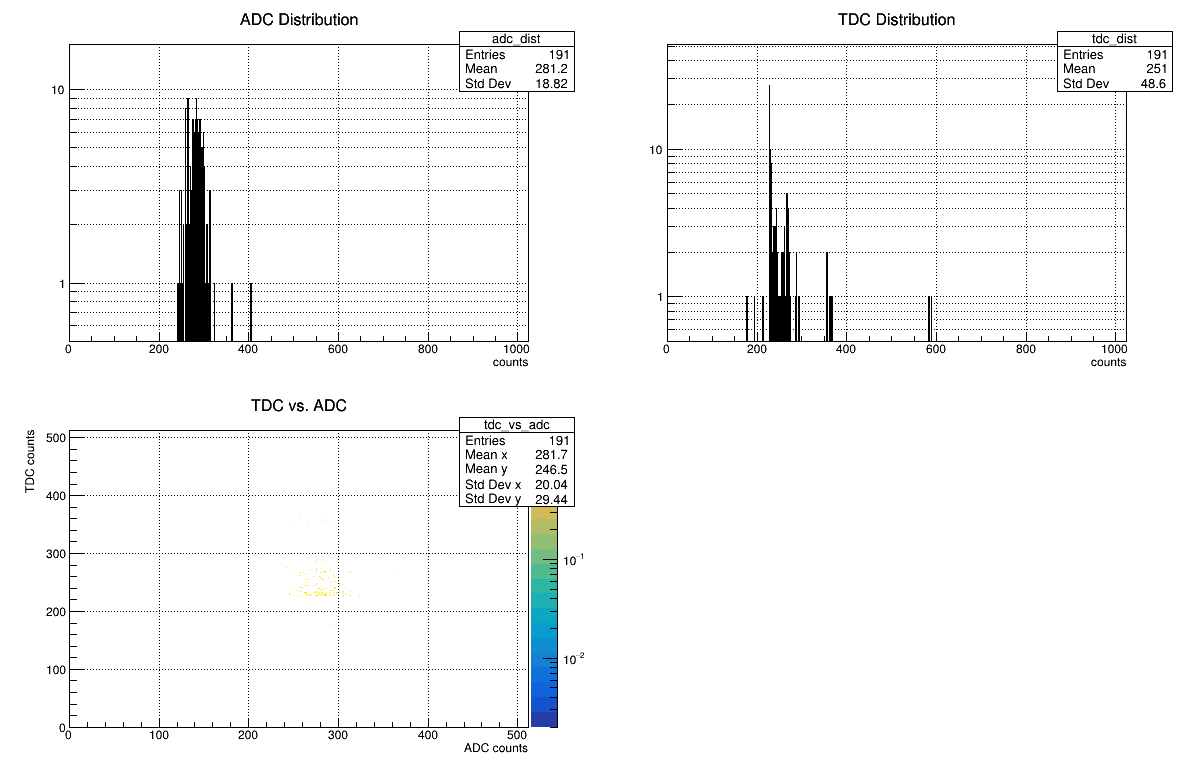 ADC Distribution
adc_dist
Entries 191
Mean 281.2
Std Dev 18.82
10
1
0 200 400 600 800 1000
counts
TDC Distribution
tdc_dist
Entries 191
Mean 251
Std Dev 48.6
10
1
0 200 400 600 800 1000
counts
TDC vs. ADC
tdc_vs_adc
Entries 191
Mean x 281.7
Mean y 246.5
Std Dev x 20.04
Std Dev y 29.44
TDC counts
500
400
300
200
100
0
0 100 200 300 400 500
ADC counts
10⁻¹
10⁻²